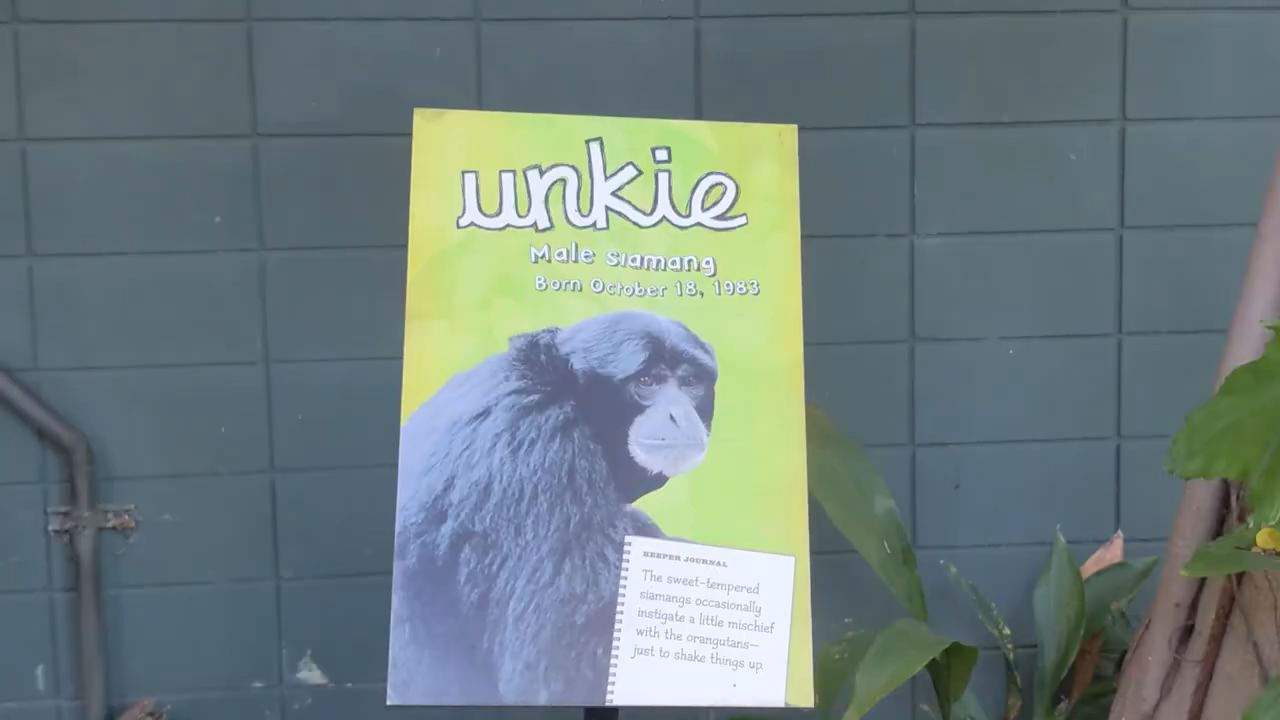 unkie
Male siamang
Born October 18, 1983
KEEPER JOURNAL
The sweet-tempered
siamangs occasionally
instigate a little mischief
with the orangutans—
just to shake things up.